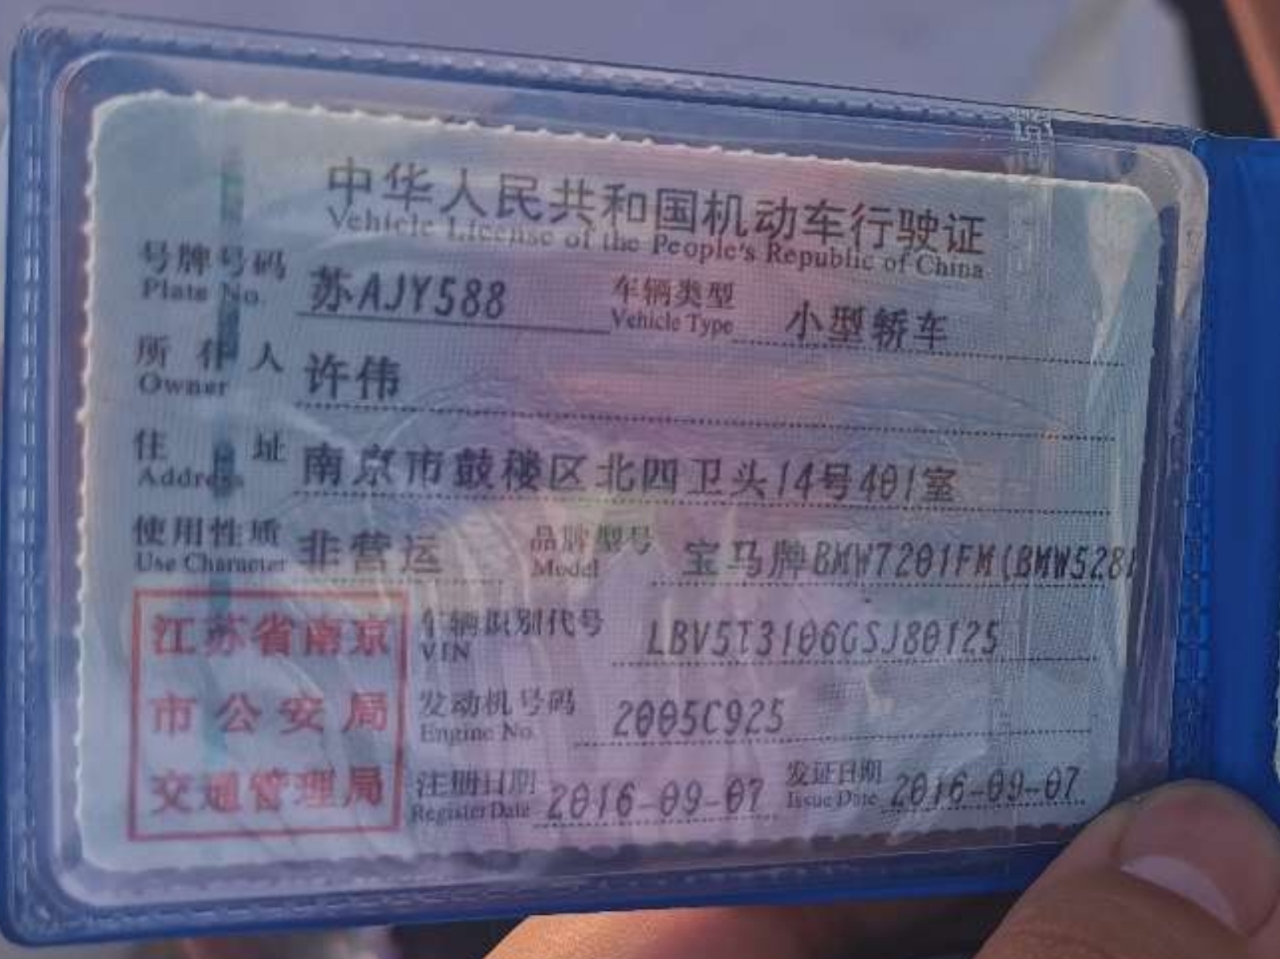 中华人民共和国机动车行驶证
Vehicle License of the People's Republic of China
号牌号码 苏AJY588 车辆类型 小型轿车
Plate No. Vehicle Type
所有人 许伟
Owner
住址 南京市鼓楼区北四卫头14号401室
Address
使用性质 非营运 品牌型号 宝马牌BMW7201FM(BMW528
Use Character Model
江苏省南京
市公安局
交通管理局
车辆识别代号 LBV5T3106GSJ80125
VIN
发动机号码 2005C925
Engine No.
注册日期 2016-09-07 发证日期 2016-09-07
Register Date Issue Date